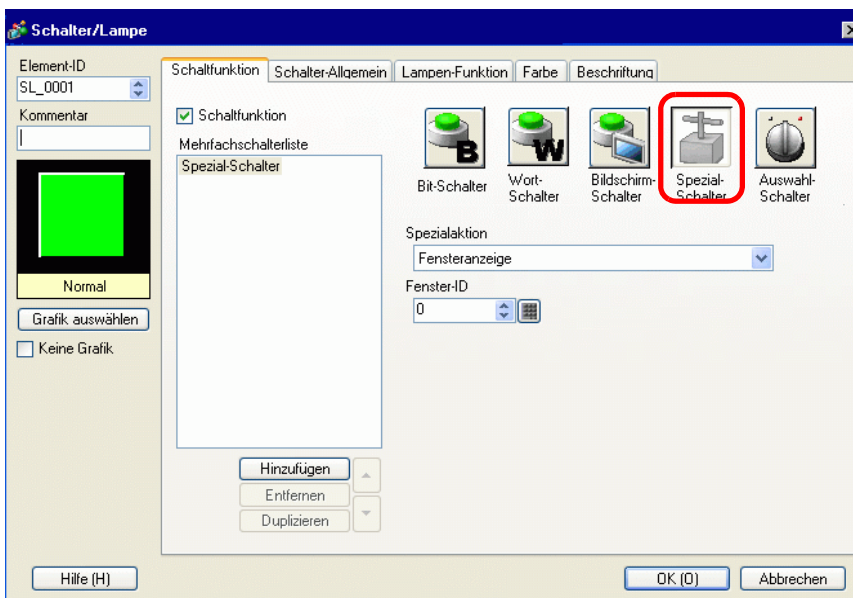 Schalter/Lampe
Element-ID
SL_0001
Kommentar
Normal
Grafik auswählen
Keine Grafik
Schaltfunktion
Schalter-Allgemein
Lampen-Funktion
Farbe
Beschriftung
Schaltfunktion
Mehrfachschalterliste
Spezial-Schalter
Hinzufügen
Entfernen
Duplizieren
B
Bit-Schalter
W
Wort-
Schalter
Bildschirm-
Schalter
Spezial-
Schalter
Auswahl-
Schalter
Spezialaktion
Fensteranzeige
Fenster-ID
0
Hilfe (H)
OK (O)
Abbrechen